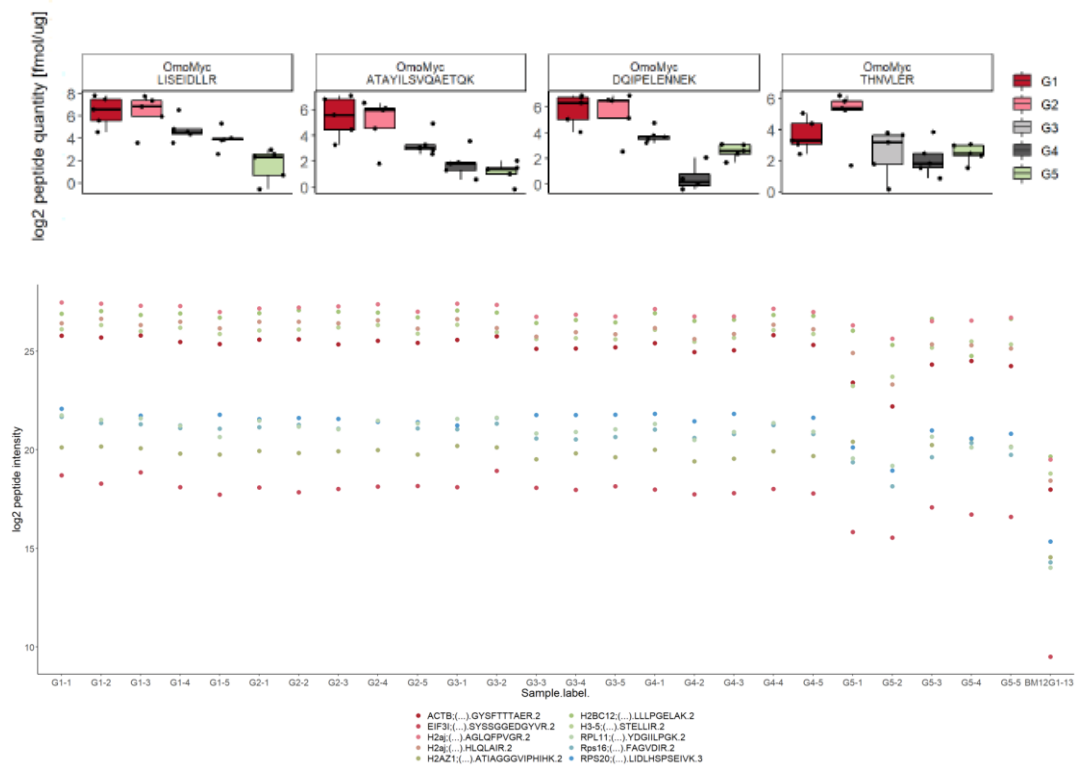 log2 peptide quantity [fmol/ug]
OmoMyc
LISEIDLLR
OmoMyc
ATAYILSVQAETQK
OmoMyc
DQIPELENNEK
OmoMyc
THNVLER
8
6
4
2
0
6
4
2
0
6
4
2
0
6
4
2
0
G1
G2
G3
G4
G5
log2 peptide intensity
25
20
15
10
G1-1 G1-2 G1-3 G1-4 G1-5 G2-1 G2-2 G2-3 G2-4 G2-5 G3-1 G3-2 G3-3 G3-4 G3-5 G4-1 G4-2 G4-3 G4-4 G4-5 G5-1 G5-2 G5-3 G5-4 G5-5 BM12G1-13
Sample.label.
ACTB;(...).GYSFTTTAER.2
EIF3I;(...).SYSSGGEDGYVR.2
H2aj;(...).AGLQFPVGR.2
H2aj;(...).HLQLAIR.2
H2AZ1;(...).ATIAGGGVIPHIHK.2
H2BC12;(...).LLLPGELAK.2
H3-5;(...).STELLIR.2
RPL11;(...).YDGIILPGK.2
Rps16;(...).FAGVDIR.2
RPS20;(...).LIDLHSPSEIVK.3